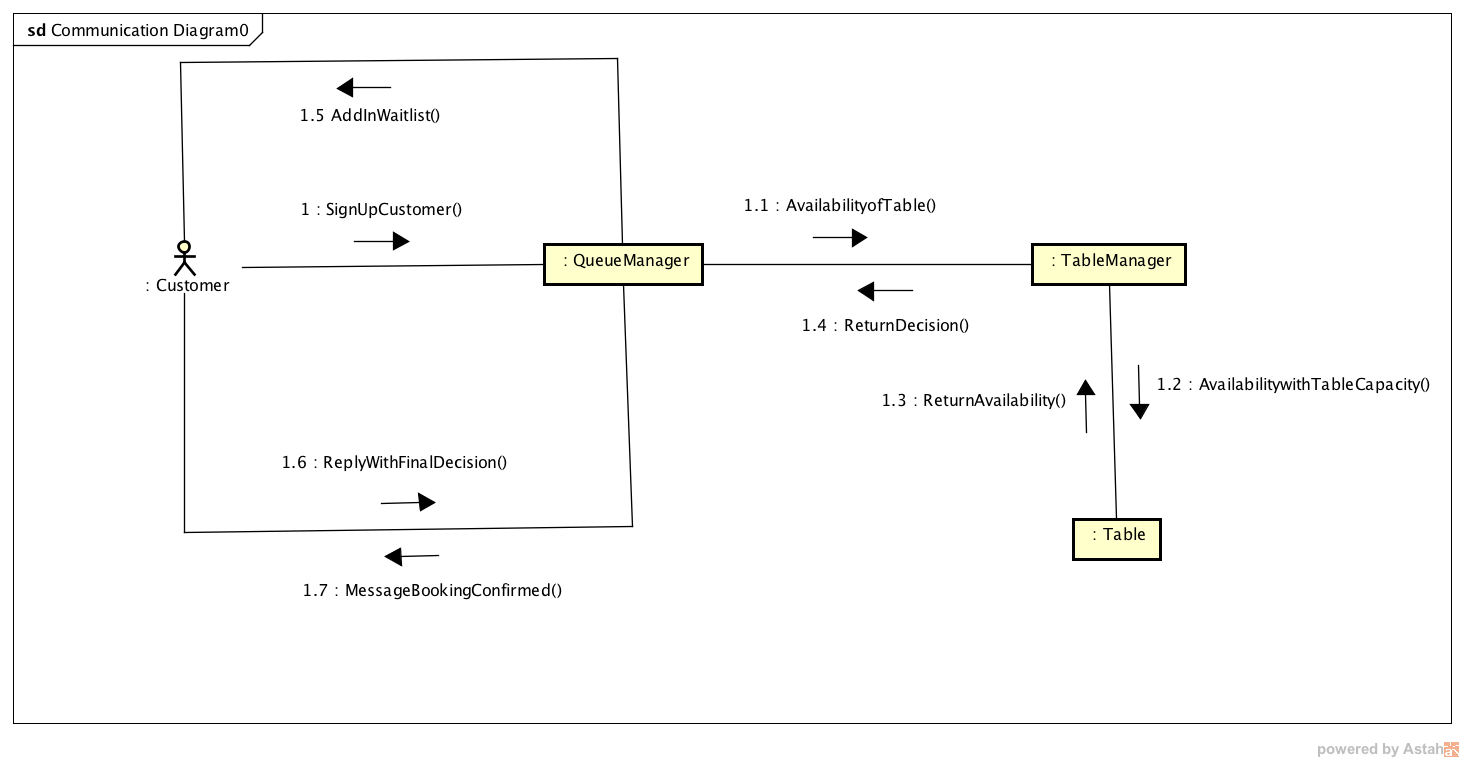 sd Communication Diagram0
1.5 AddInWaitlist()
1 : SignUpCustomer()
1.1 : AvailabilityofTable()
: Customer
: QueueManager
: TableManager
1.4 : ReturnDecision()
1.3 : ReturnAvailability()
1.2 : AvailabilitywithTableCapacity()
1.6 : ReplyWithFinalDecision()
: Table
1.7 : MessageBookingConfirmed()
powered by Astah